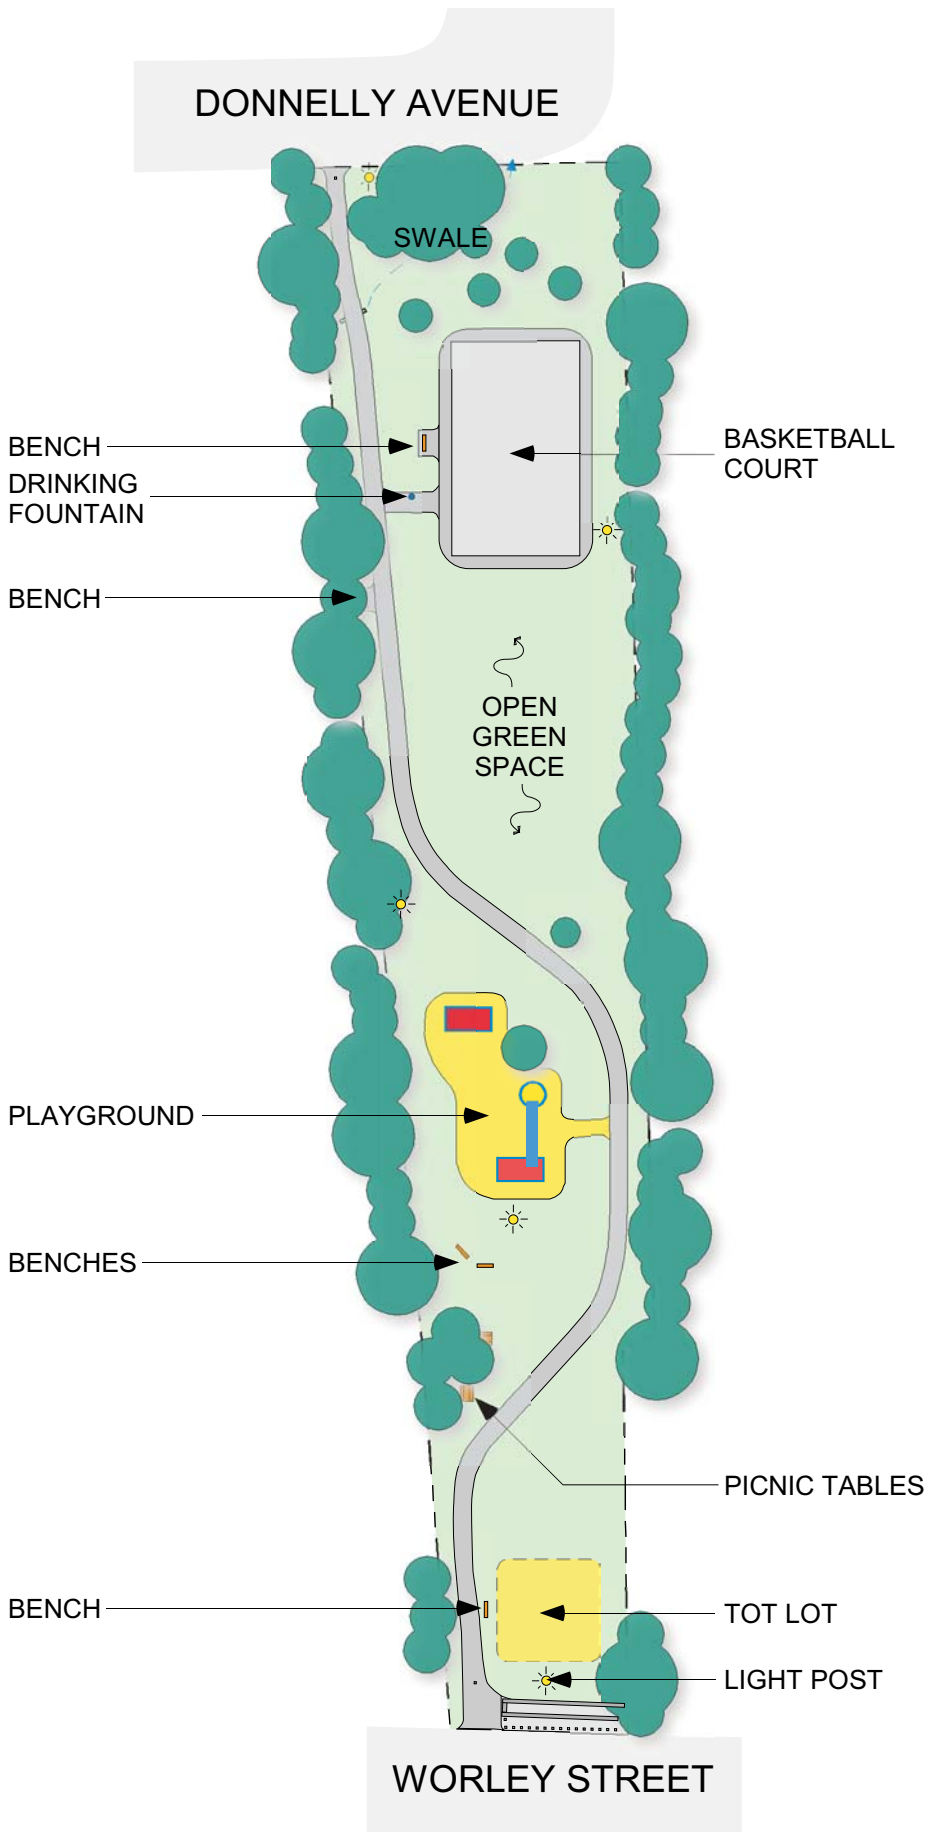 DONNELLY AVENUE
SWALE
BENCH
BASKETBALL
COURT
DRINKING
FOUNTAIN
BENCH
OPEN
GREEN
SPACE
PLAYGROUND
BENCHES
PICNIC TABLES
BENCH
TOT LOT
LIGHT POST
WORLEY STREET